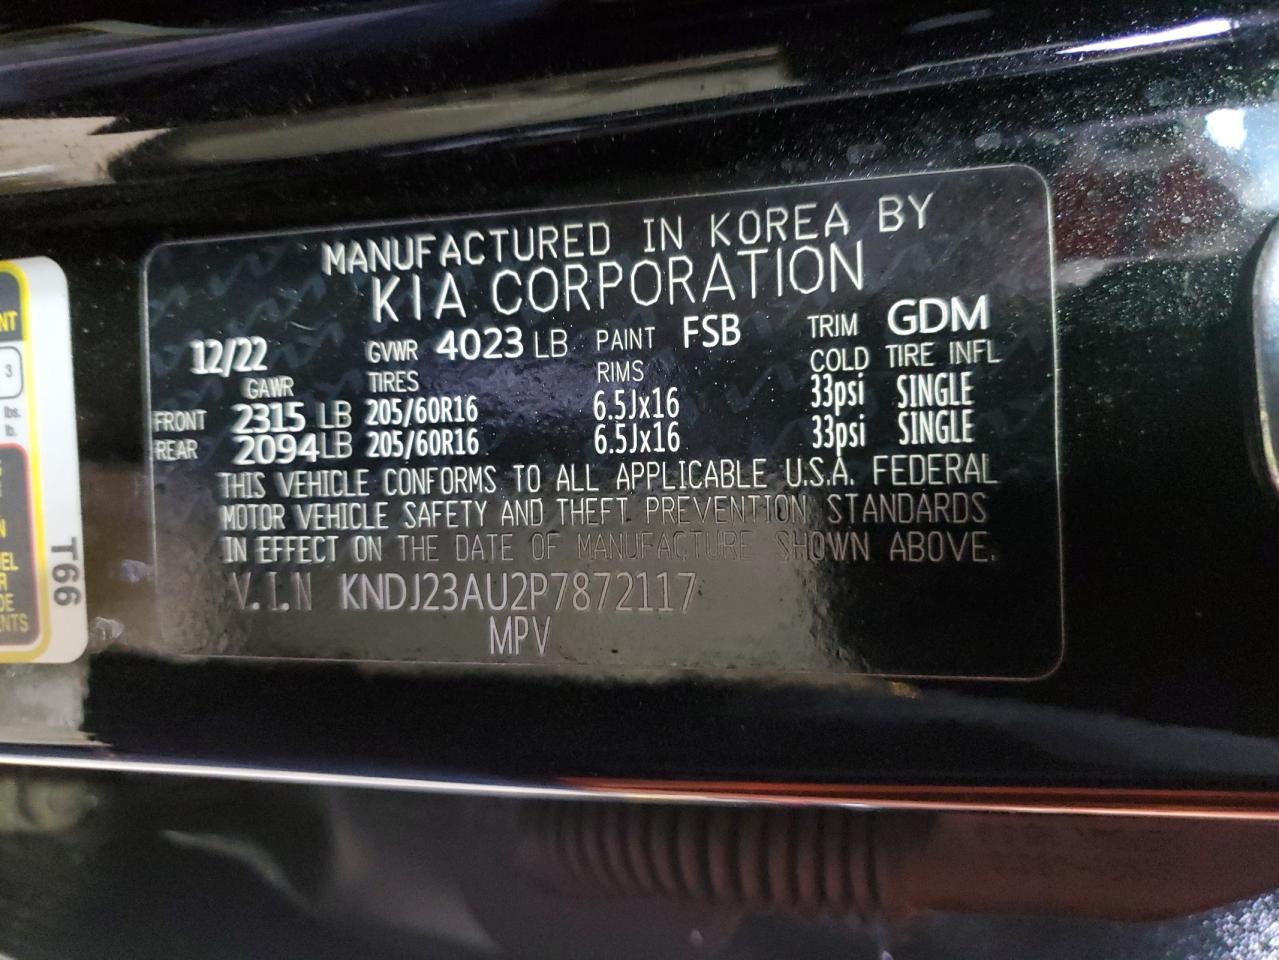 MANUFACTURED IN KOREA BY
KIA CORPORATION
12/22 GVWR 4023 LB PAINT FSB TRIM GDM
GAWR TIRES RIMS COLD TIRE INFL
FRONT 2315 LB 205/60R16 6.5Jx16 33psi SINGLE
REAR 2094LB 205/60R16 6.5Jx16 33psi SINGLE
THIS VEHICLE CONFORMS TO ALL APPLICABLE U.S.A. FEDERAL
MOTOR VEHICLE SAFETY AND THEFT PREVENTION STANDARDS
IN EFFECT ON THE DATE OF MANUFACTURE SHOWN ABOVE.
V.I.N KNDJ23AU2P7872117
MPV
3
lbs.
lb.
T66